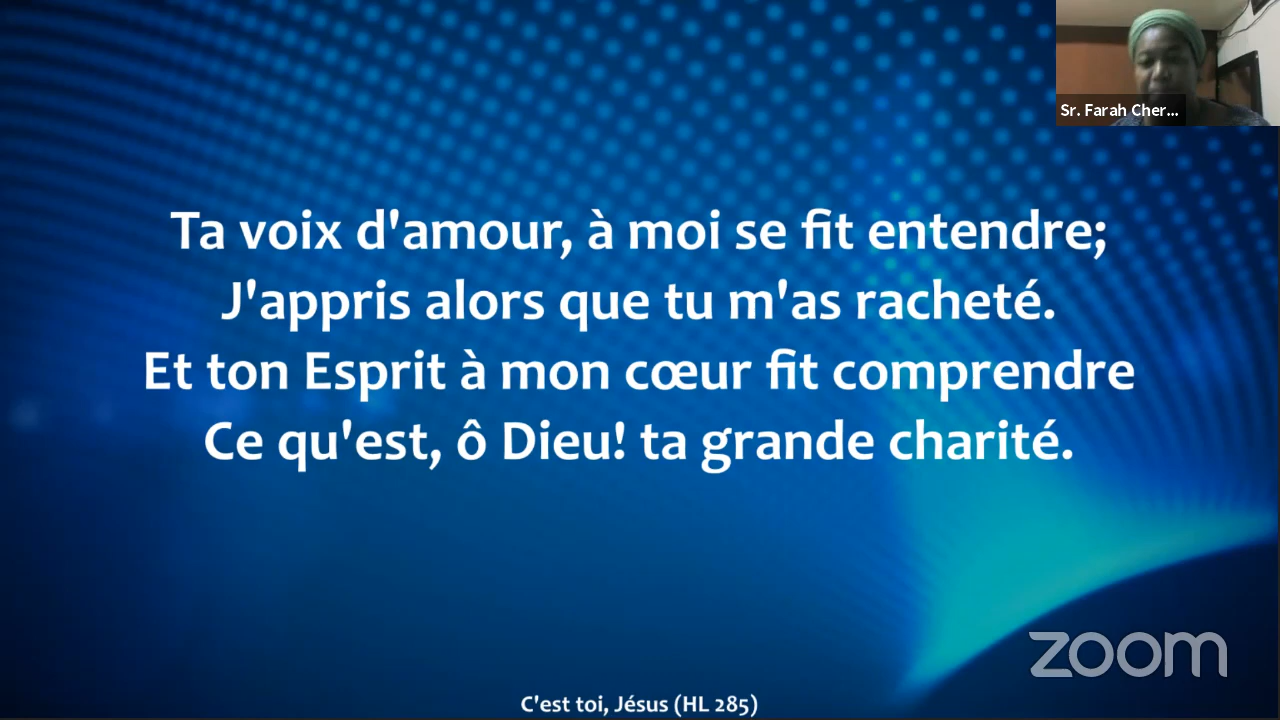 Sr. Farah Cher...
Ta voix d'amour, à moi se fit entendre;
J'appris alors que tu m'as racheté.
Et ton Esprit à mon cœur fit comprendre
Ce qu'est, ô Dieu! ta grande charité.
zoom
C'est toi, Jésus (HL 285)